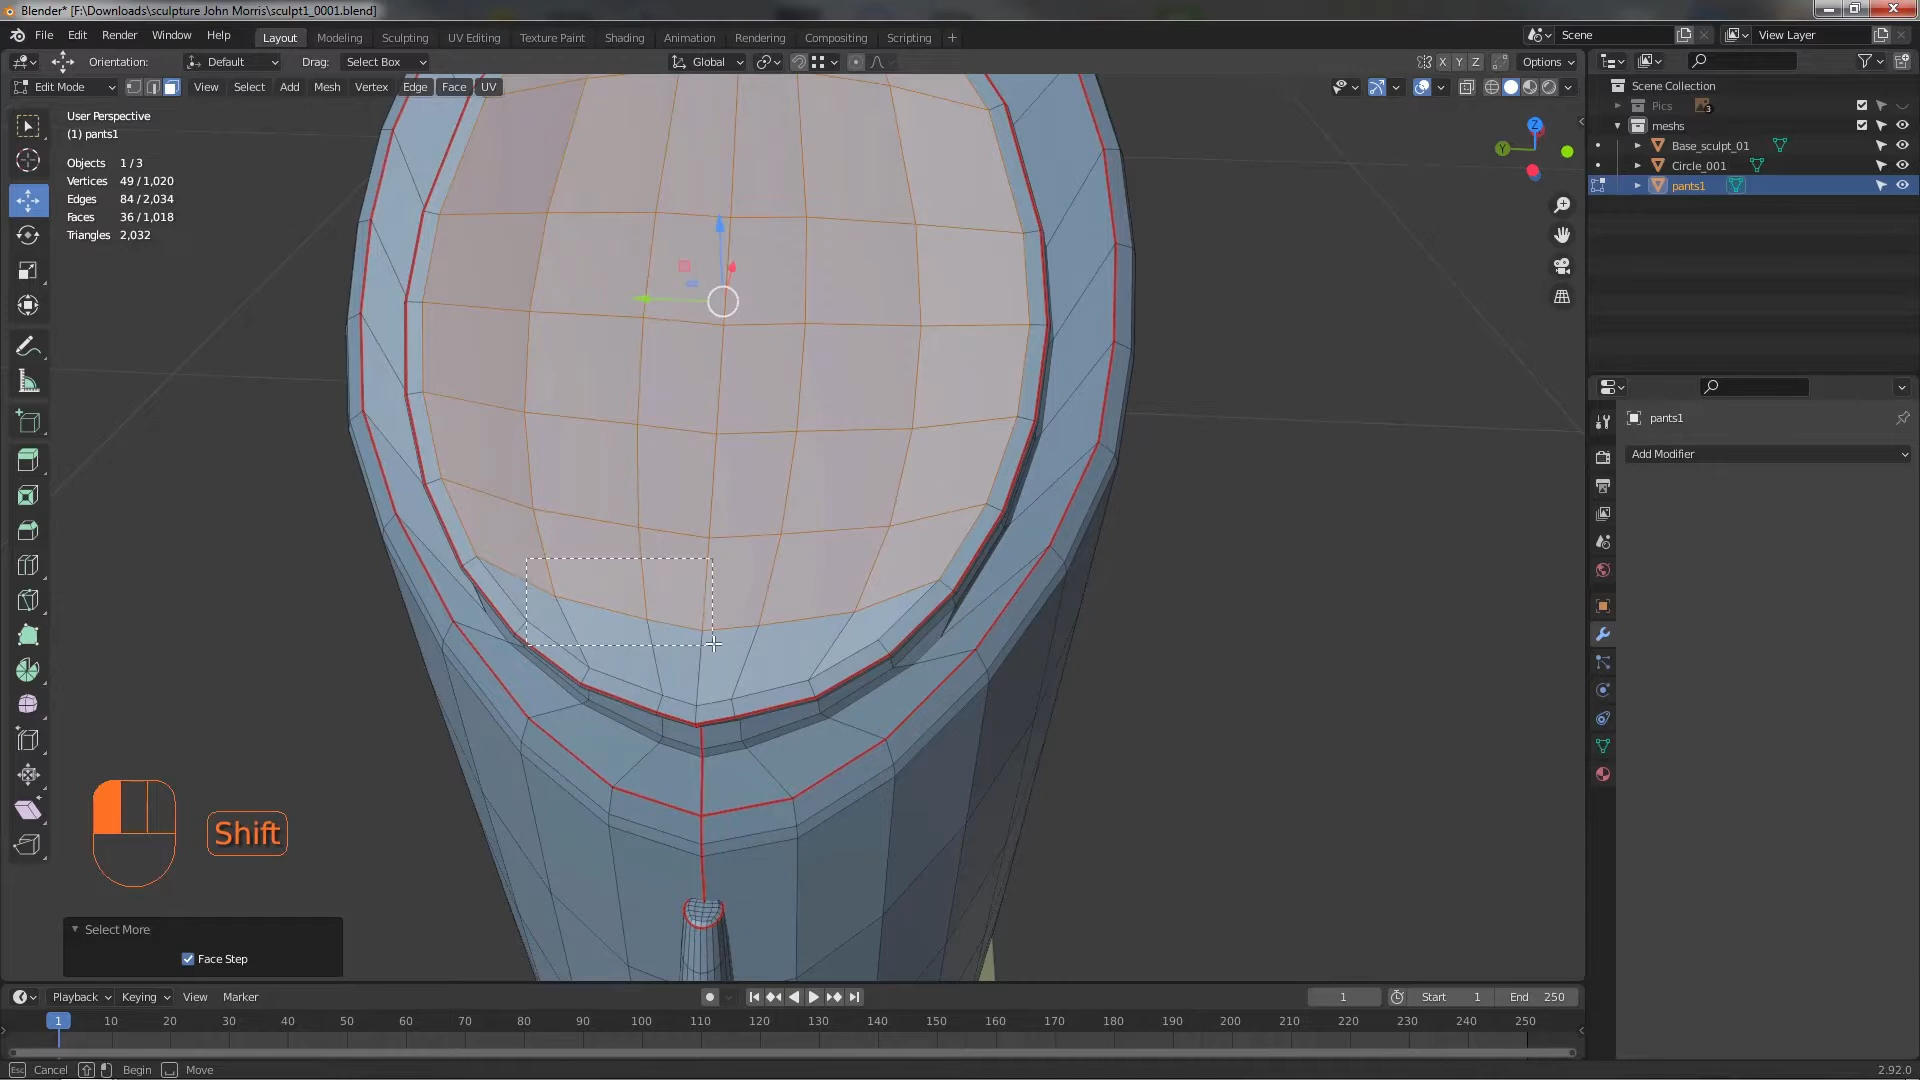 Blender* [F:\Downloads\sculpture John Morris\sculpt1_0001.blend]
File Edit Render Window Help Layout Modeling Sculpting UV Editing Texture Paint Shading Animation Rendering Compositing Scripting + Scene View Layer
Orientation: Default Drag: Select Box Global X Y Z Options
Edit Mode View Select Add Mesh Vertex Edge Face UV
Scene Collection
Pics 3
meshs
Base_sculpt_01
Circle_001
pants1
User Perspective
(1) pants1
Objects 1 / 3
Vertices 49 / 1,020
Edges 84 / 2,034
Faces 36 / 1,018
Triangles 2,032
Z
Y
pants1
Add Modifier
Shift
Select More
Face Step
Playback Keying View Marker 1 Start 1 End 250
1 10 20 30 40 50 60 70 80 90 100 110 120 130 140 150 160 170 180 190 200 210 220 230 240 250
Esc Cancel Begin Move 2.92.0